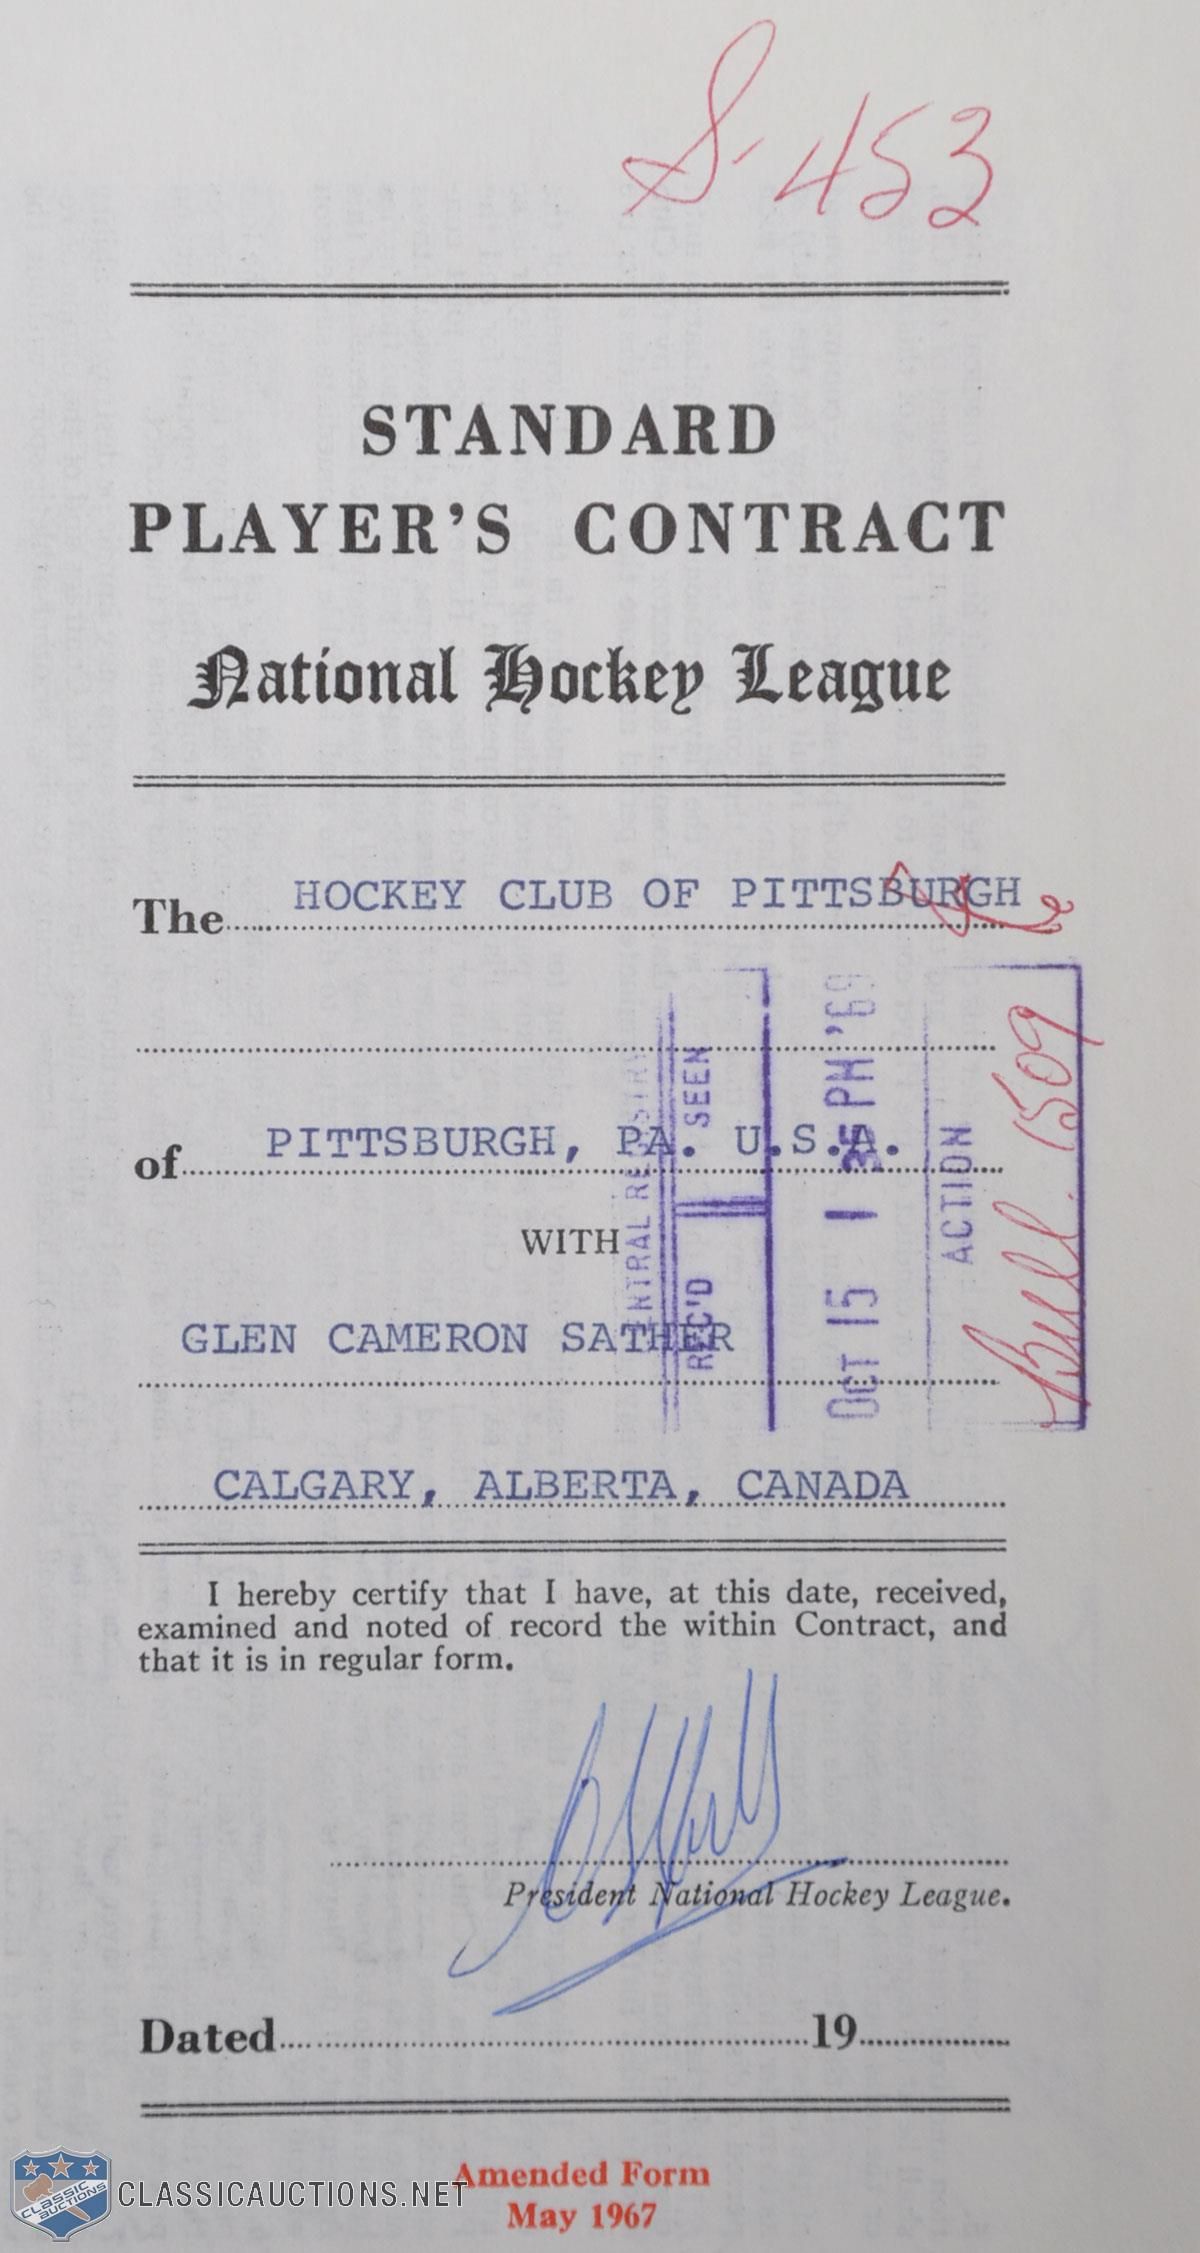 S-453
STANDARD
PLAYER'S CONTRACT
National Hockey League
The HOCKEY CLUB OF PITTSBURGH
of PITTSBURGH, PA. U.S.A.
WITH
GLEN CAMERON SATHER
CALGARY, ALBERTA, CANADA
REC'D SEEN
OCT 15 1 35 PM '69
ACTION
Bull. 1509
I hereby certify that I have, at this date, received,
examined and noted of record the within Contract, and
that it is in regular form.
President National Hockey League.
Dated 19
Amended Form
May 1967
CLASSIC
AUCTIONS
CLASSICAUCTIONS.NET